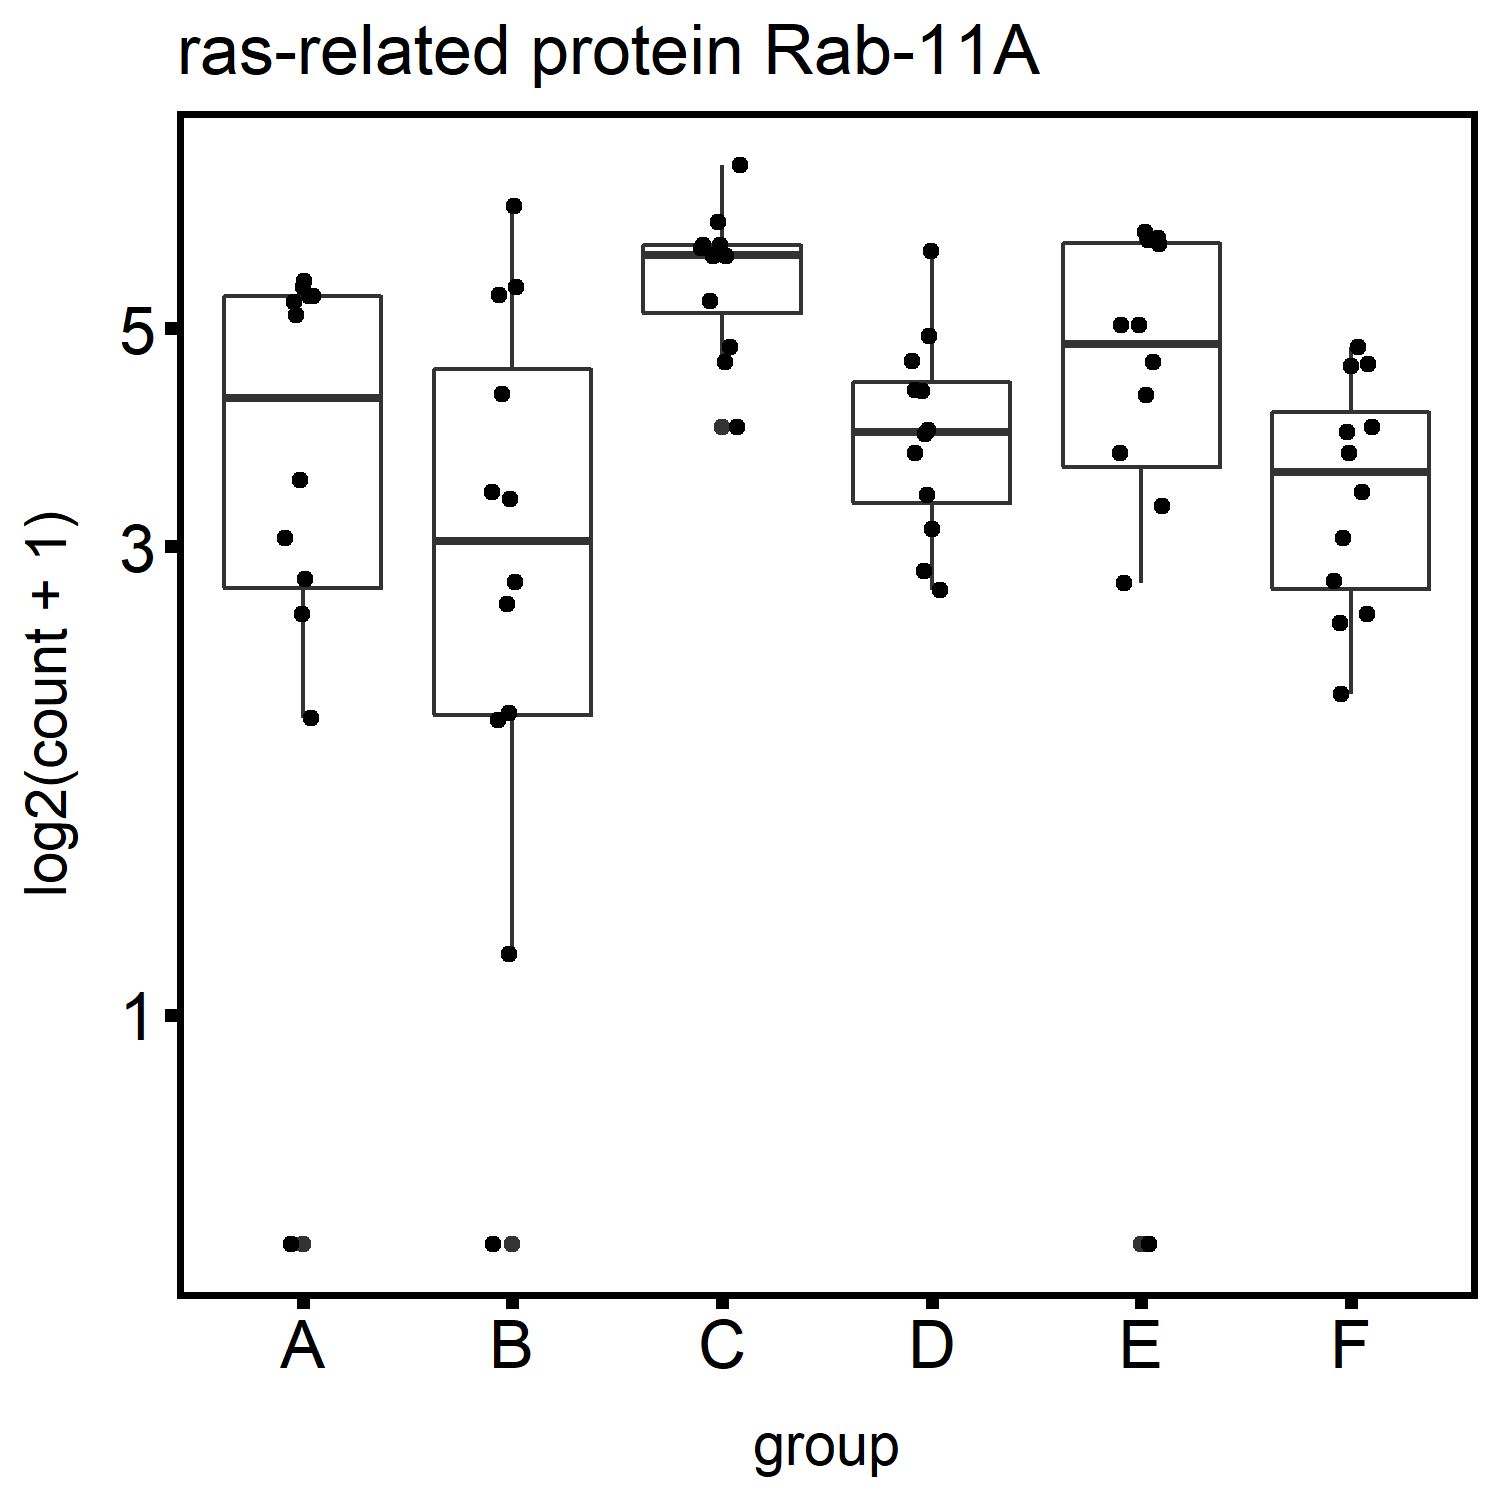 ras-related protein Rab-11A
log2(count + 1)
5
3
1
A B C D E F
group